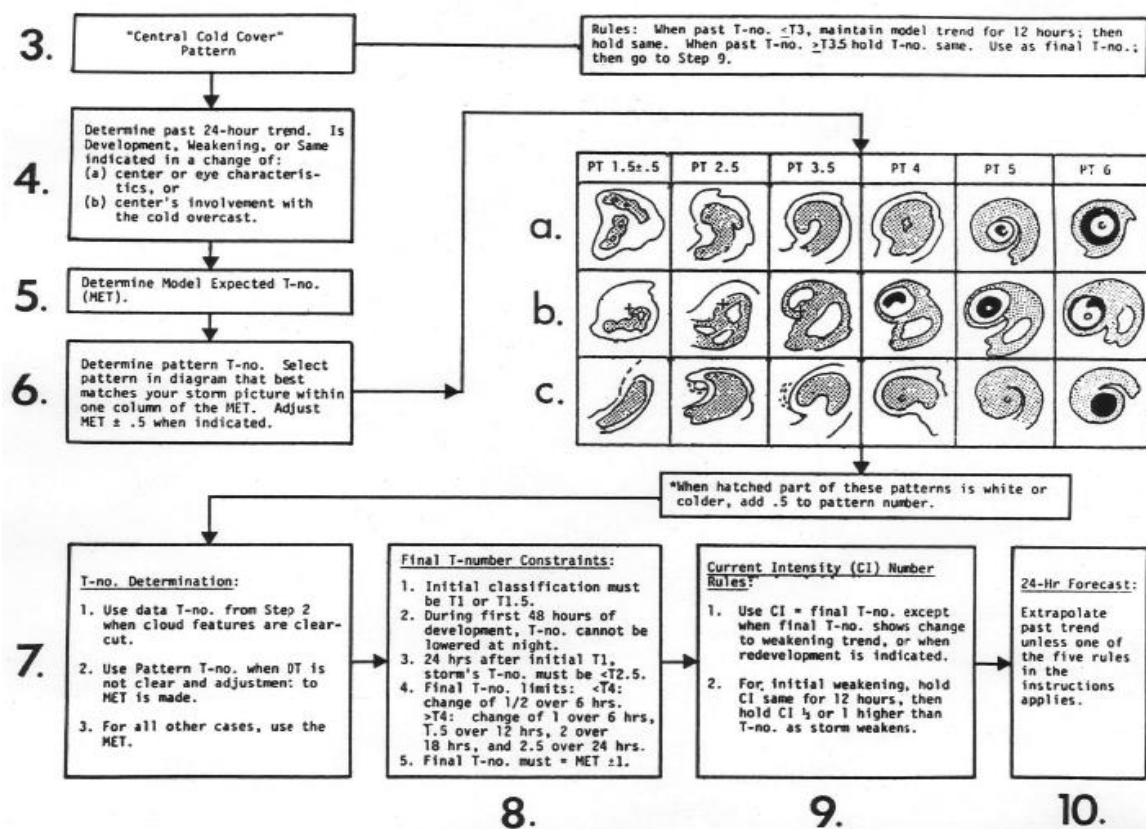 3.
"Central Cold Cover"
Pattern
Rules: When past T-no. ≤T3, maintain model trend for 12 hours; then
hold same. When past T-no. ≥T3.5 hold T-no. same. Use as final T-no.;
then go to Step 9.
4.
Determine past 24-hour trend. Is
Development, Weakening, or Same
indicated in a change of:
(a) center or eye characteris-
tics, or
(b) center's involvement with
the cold overcast.
5.
Determine Model Expected T-no.
(MET).
6.
Determine pattern T-no. Select
pattern in diagram that best
matches your storm picture within
one column of the MET. Adjust
MET ± .5 when indicated.
PT 1.5±.5 PT 2.5 PT 3.5 PT 4 PT 5 PT 6
a.
b.
c.
*When hatched part of these patterns is white or
colder, add .5 to pattern number.
7.
T-no. Determination:
1. Use data T-no. from Step 2
when cloud features are clear-
cut.
2. Use Pattern T-no. when DT is
not clear and adjustment to
MET is made.
3. For all other cases, use the
MET.
Final T-number Constraints:
1. Initial classification must
be T1 or T1.5.
2. During first 48 hours of
development, T-no. cannot be
lowered at night.
3. 24 hrs after initial T1,
storm's T-no. must be <T2.5.
4. Final T-no. limits: <T4:
change of 1/2 over 6 hrs.
>T4: change of 1 over 6 hrs,
T.5 over 12 hrs, 2 over
18 hrs, and 2.5 over 24 hrs.
5. Final T-no. must = MET ±1.
8.
Current Intensity (CI) Number
Rules:
1. Use CI = final T-no. except
when final T-no. shows change
to weakening trend, or when
redevelopment is indicated.
2. For initial weakening, hold
CI same for 12 hours, then
hold CI ½ or 1 higher than
T-no. as storm weakens.
9.
24-Hr Forecast:
Extrapolate
past trend
unless one of
the five rules
in the
instructions
applies.
10.